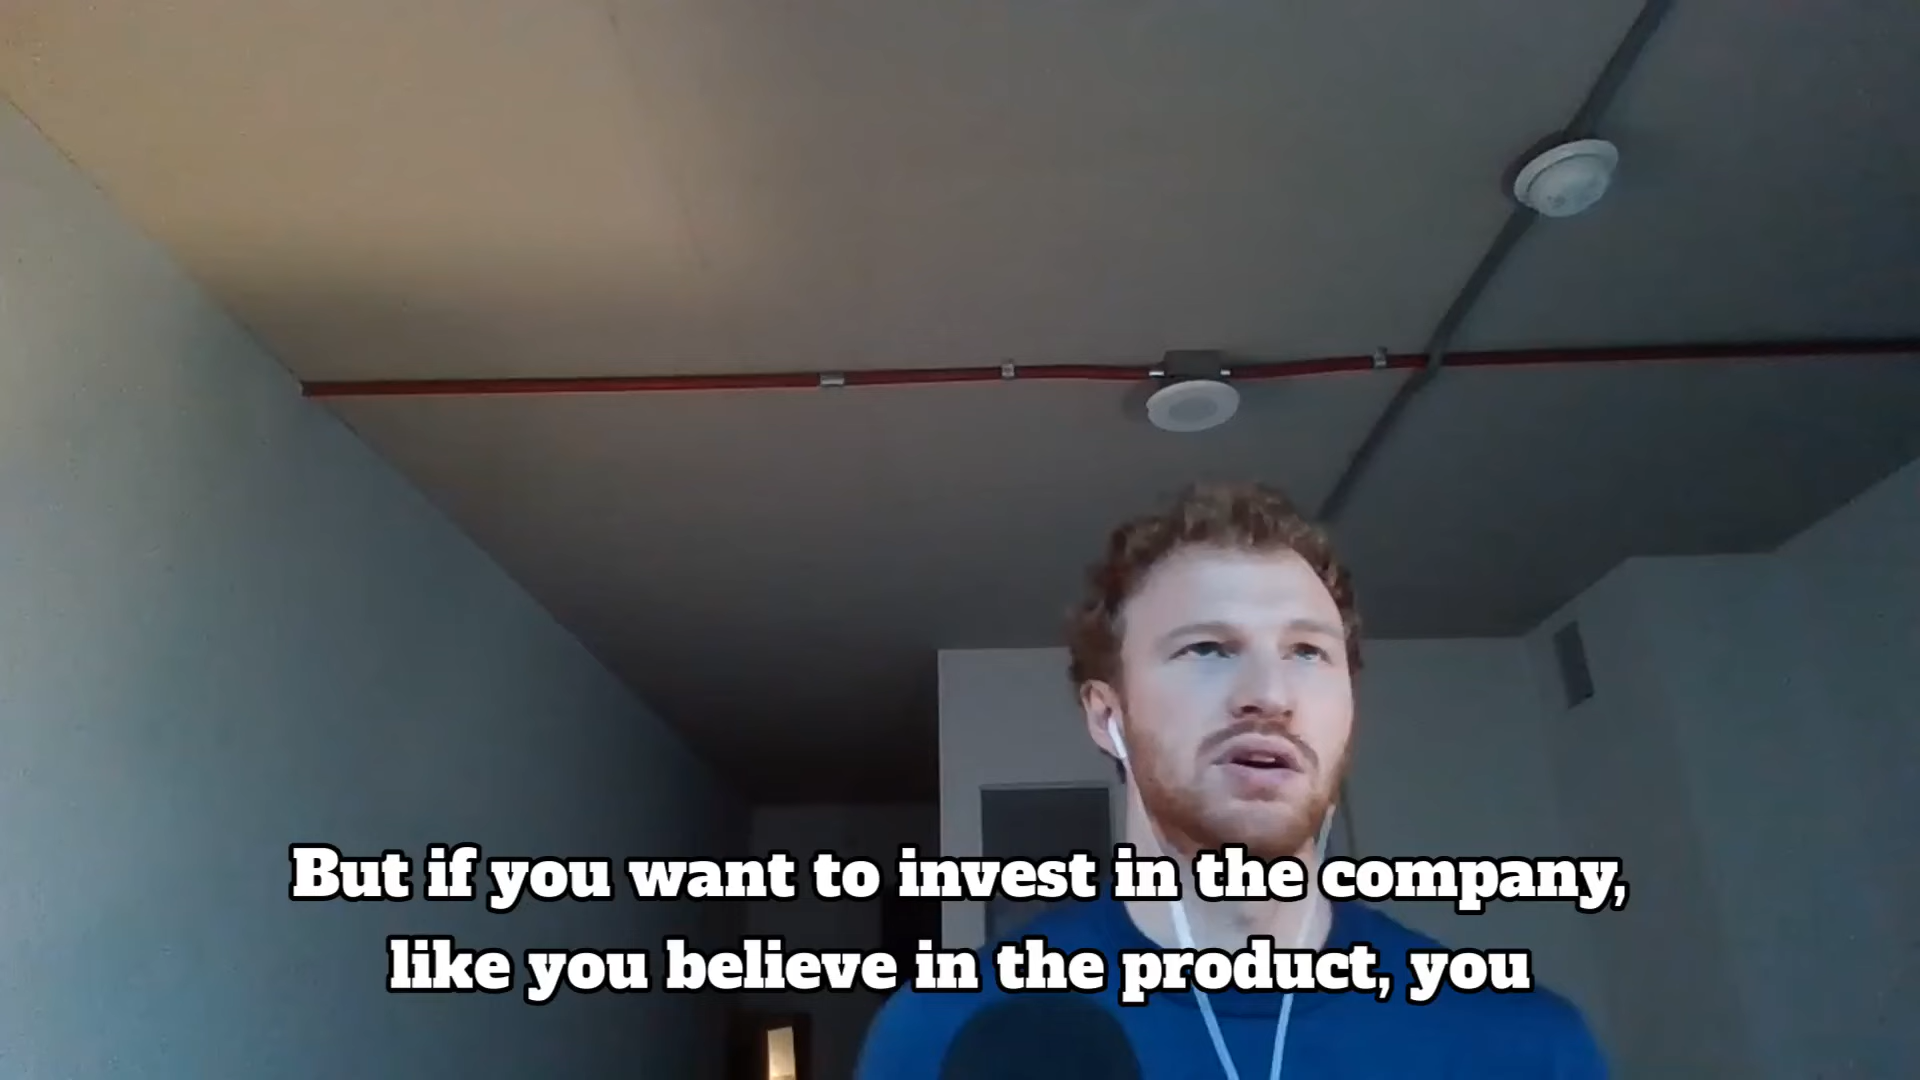 But if you want to invest in the company,
like you believe in the product, you